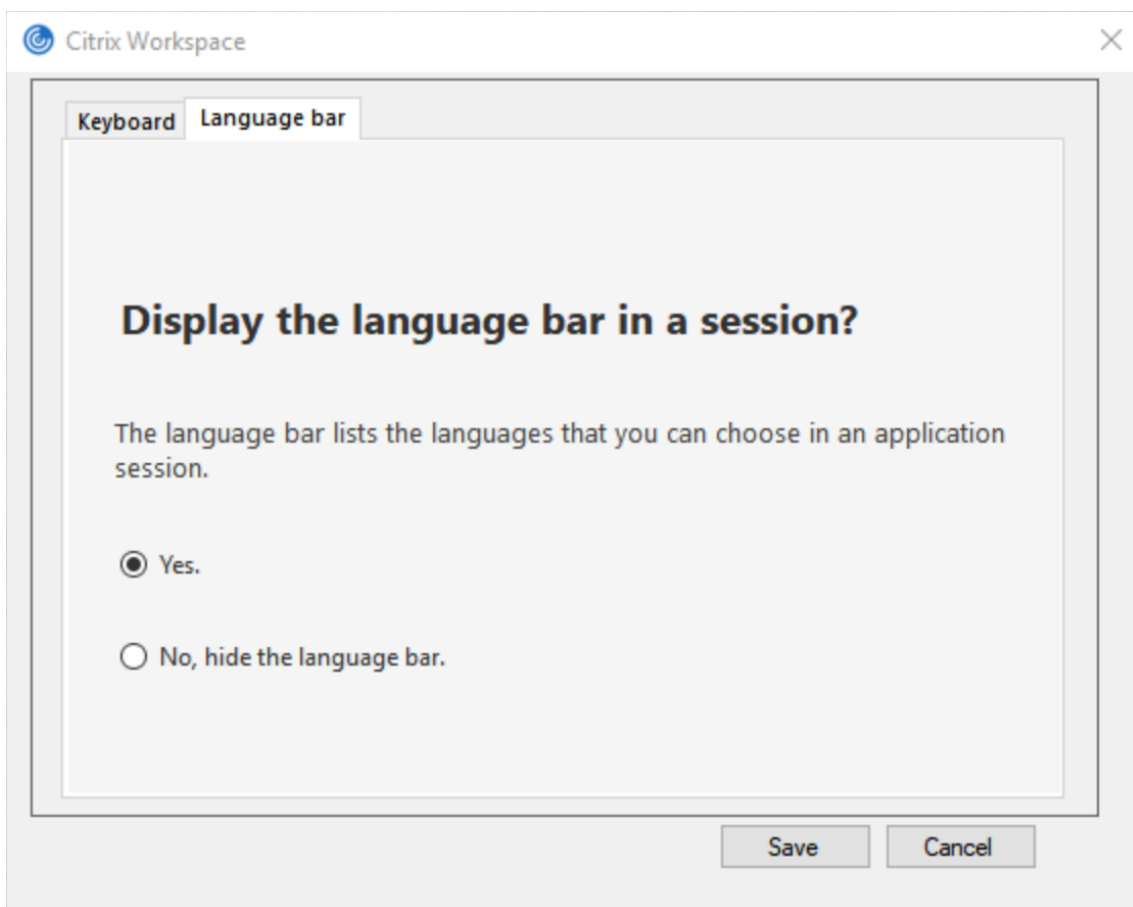 Citrix Workspace
Keyboard
Language bar
Display the language bar in a session?
The language bar lists the languages that you can choose in an application
session.
Yes.
No, hide the language bar.
Save
Cancel